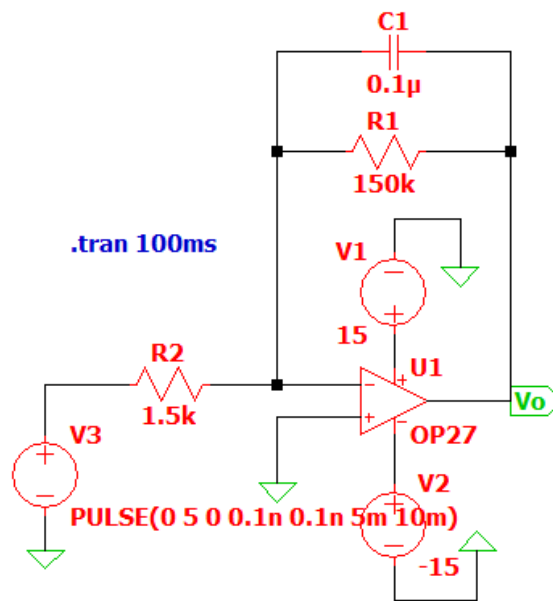 C1
0.1µ
R1
150k
.tran 100ms
V1
15
R2
1.5k
U1
OP27
Vo
V3
PULSE(0 5 0 0.1n 0.1n 5m 10m)
V2
-15